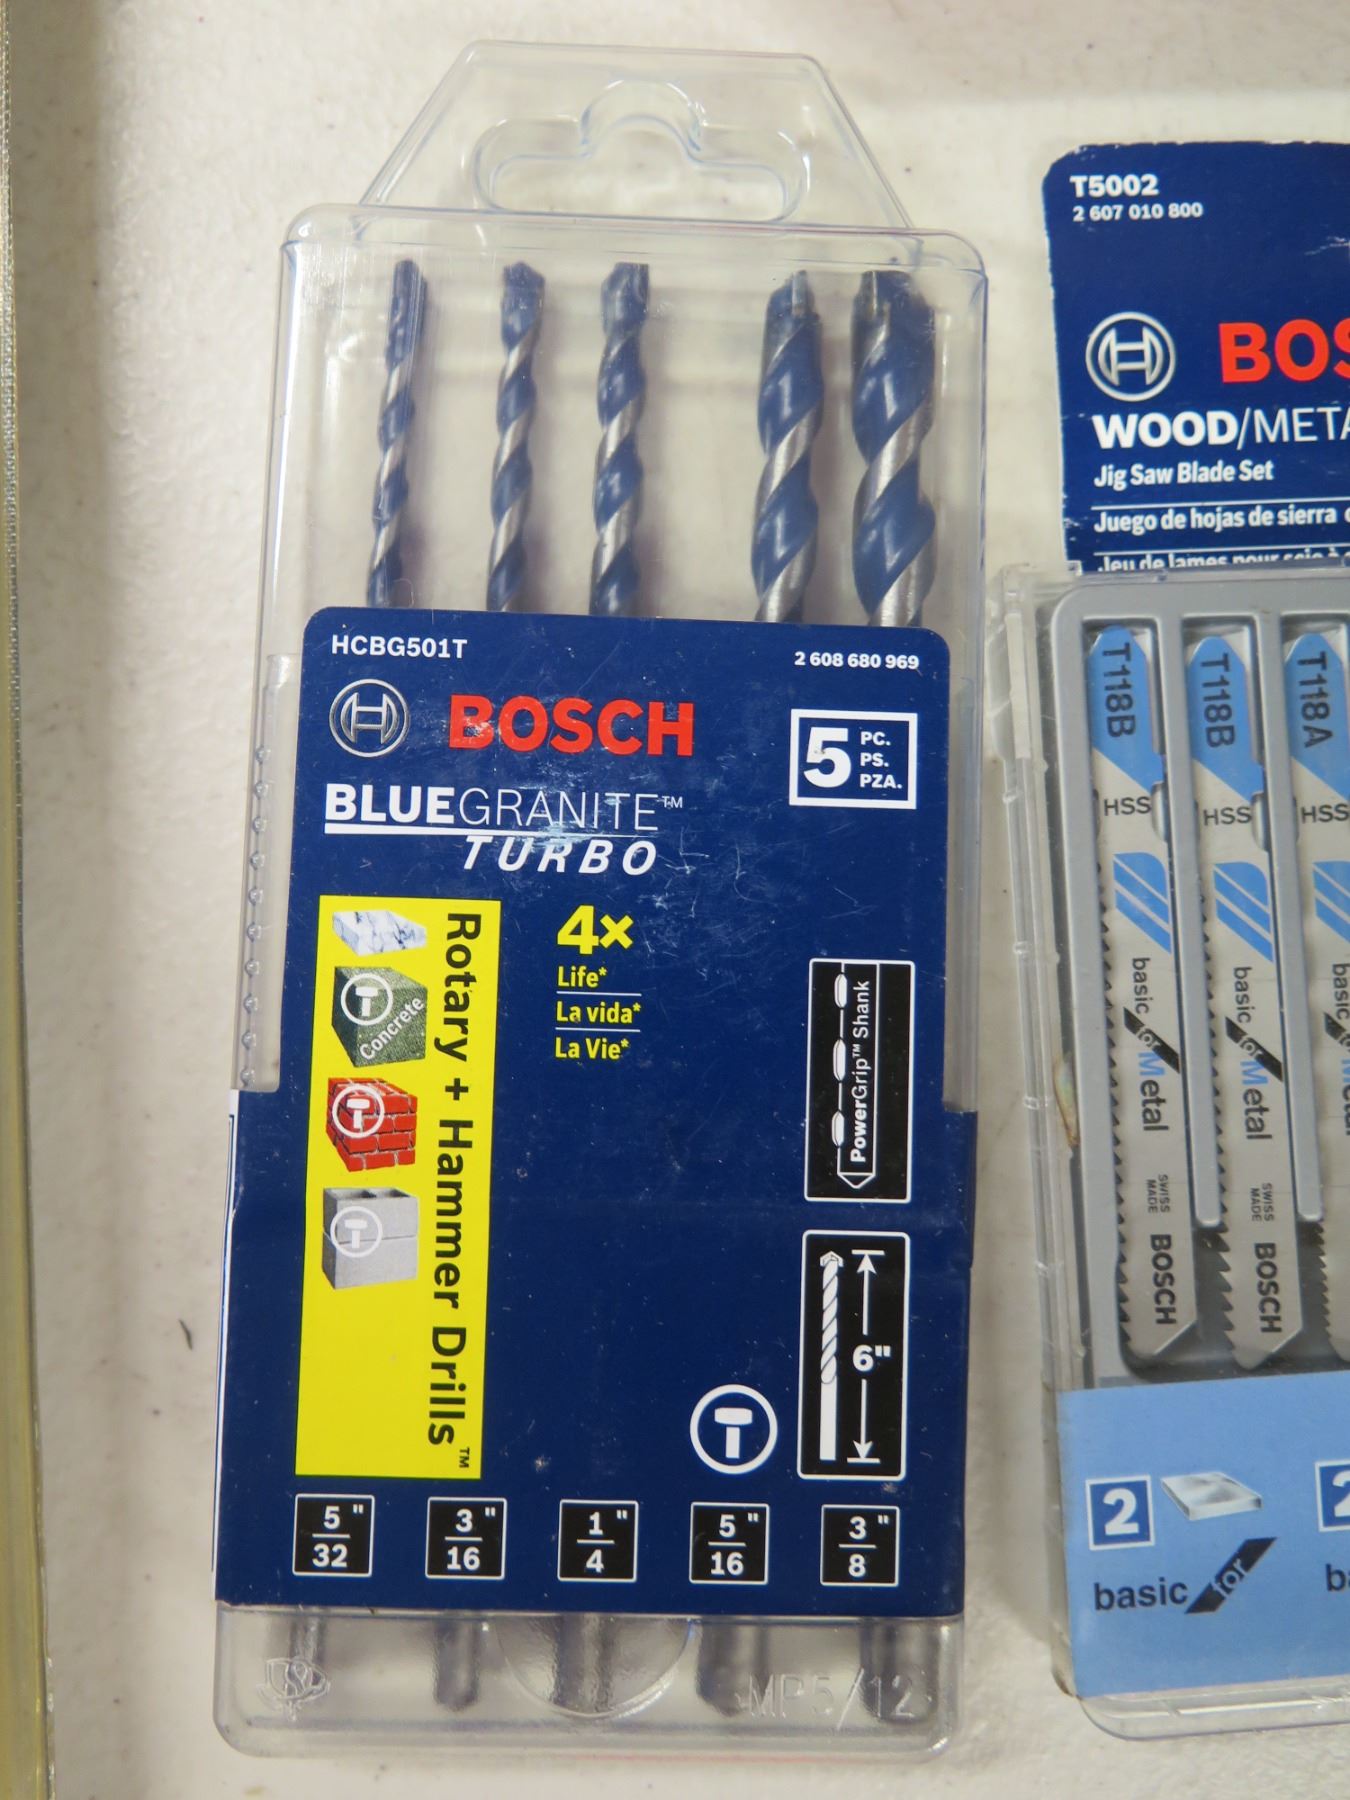 HCBG501T
2 608 680 969
BOSCH
5 PC. PS. PZA.
BLUEGRANITE™
TURBO
Rotary + Hammer Drills™
Concrete
4x
Life*
La vida*
La Vie*
PowerGrip™ Shank
6"
5/32"
3/16"
1/4"
5/16"
3/8"
MP5/12
T5002
2 607 010 800
WOOD/META
Jig Saw Blade Set
Juego de hojas de sierra
T118B
HSS
basic for Metal
SWISS MADE
BOSCH
T118B
HSS
basic for Metal
SWISS MADE
BOSCH
T118A
HSS
basic
2
basic for
2